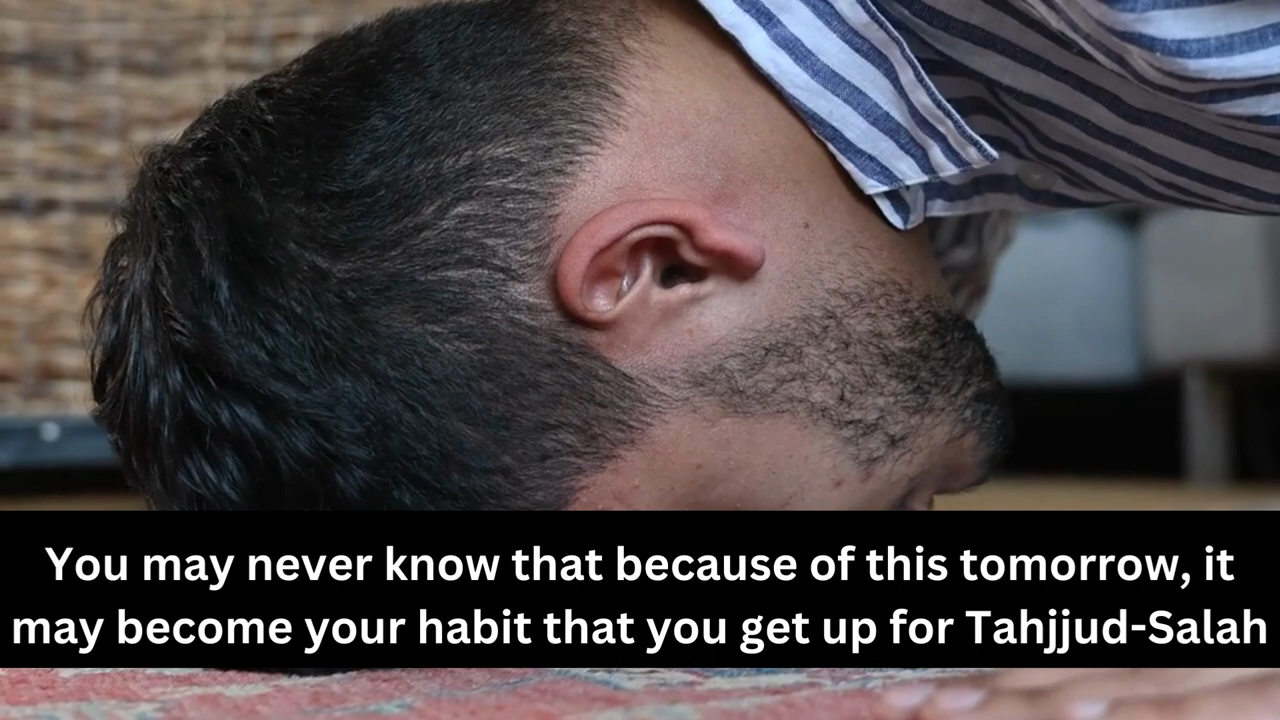 You may never know that because of this tomorrow, it
may become your habit that you get up for Tahjjud-Salah